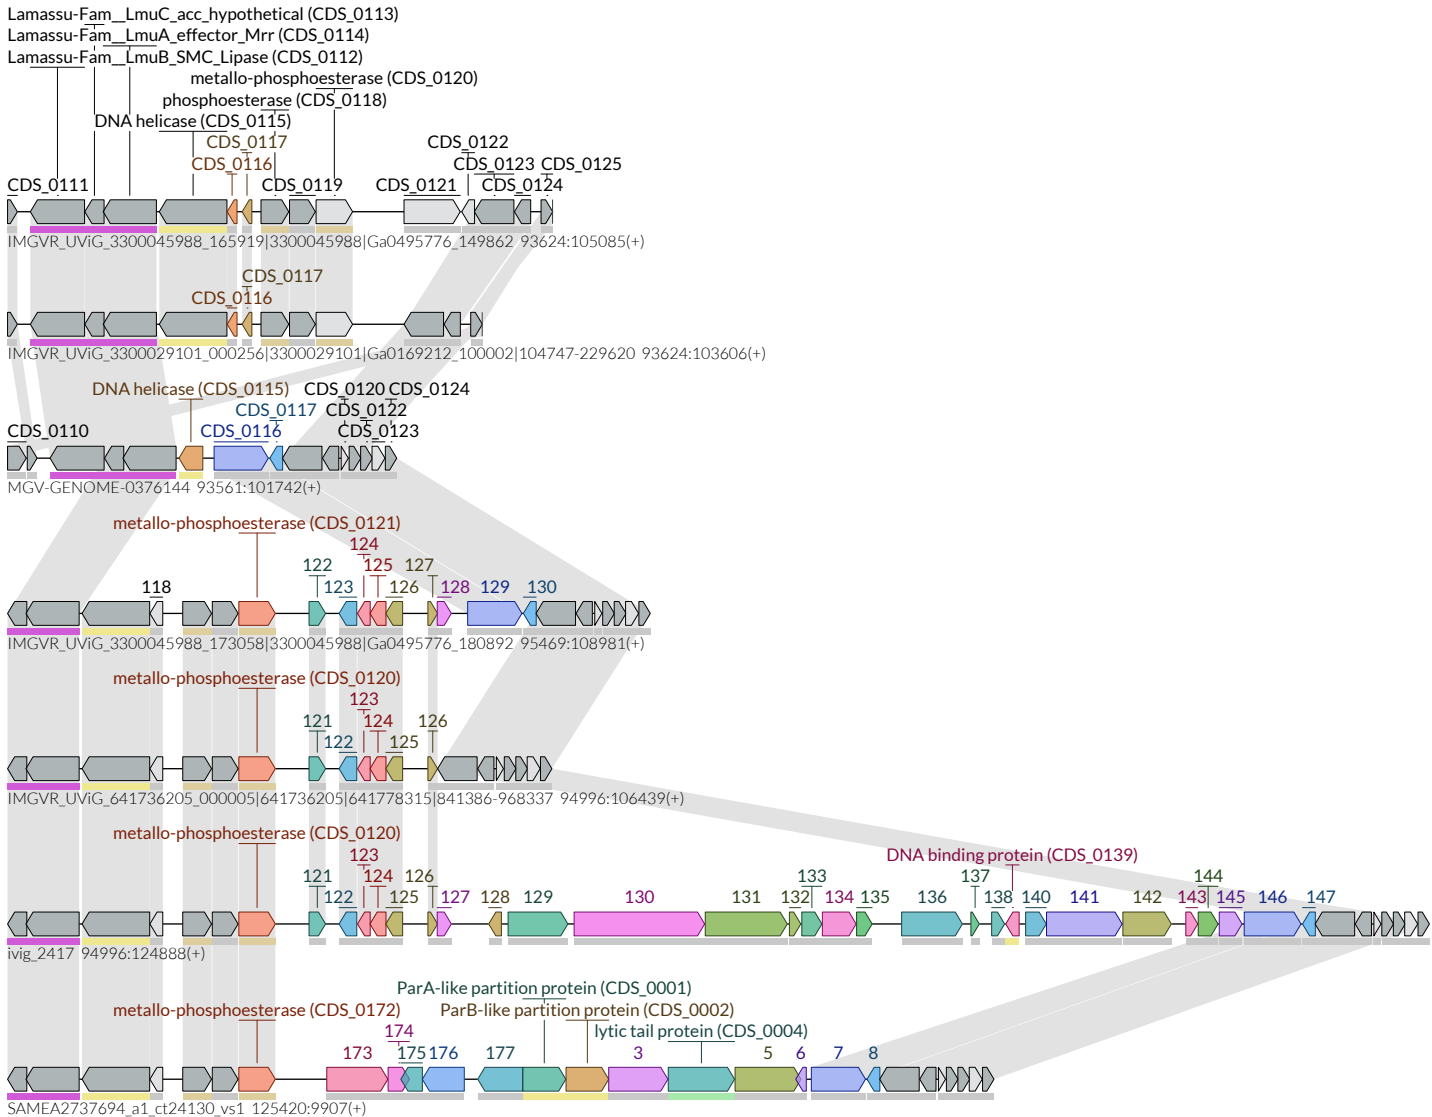 Lamassu-Fam__LmuC_acc_hypothetical (CDS_0113)
Lamassu-Fam__LmuA_effector_Mrr (CDS_0114)
Lamassu-Fam__LmuB_SMC_Lipase (CDS_0112)
metallo-phosphoesterase (CDS_0120)
phosphoesterase (CDS_0118)
DNA helicase (CDS_0115)
CDS_0117 CDS_0122
CDS_0116 CDS_0123 CDS_0125
CDS_0111 CDS_0119 CDS_0121 CDS_0124
IMGVR_UViG_3300045988_165919|3300045988|Ga0495776_149862 93624:105085(+)
CDS_0117
CDS_0116
IMGVR_UViG_3300029101_000256|3300029101|Ga0169212_100002|104747-229620 93624:103606(+)
DNA helicase (CDS_0115) CDS_0120 CDS_0124
CDS_0117 CDS_0122
CDS_0110 CDS_0116 CDS_0123
MGV-GENOME-0376144 93561:101742(+)
metallo-phosphoesterase (CDS_0121)
124
122 125 127
118 123 126 128 129 130
IMGVR_UViG_3300045988_173058|3300045988|Ga0495776_180892 95469:108981(+)
metallo-phosphoesterase (CDS_0120)
123
121 124 126
122 125
IMGVR_UViG_641736205_000005|641736205|641778315|841386-968337 94996:106439(+)
metallo-phosphoesterase (CDS_0120)
123 DNA binding protein (CDS_0139)
121 124 126 133 137 144
122 125 127 128 129 130 131 132 134 135 136 138 140 141 142 143 145 146 147
ivig_2417 94996:124888(+)
ParA-like partition protein (CDS_0001)
metallo-phosphoesterase (CDS_0172) ParB-like partition protein (CDS_0002)
174 lytic tail protein (CDS_0004)
173 175 176 177 3 5 6 7 8
SAMEA2737694_a1_ct24130_vs1 125420:9907(+)